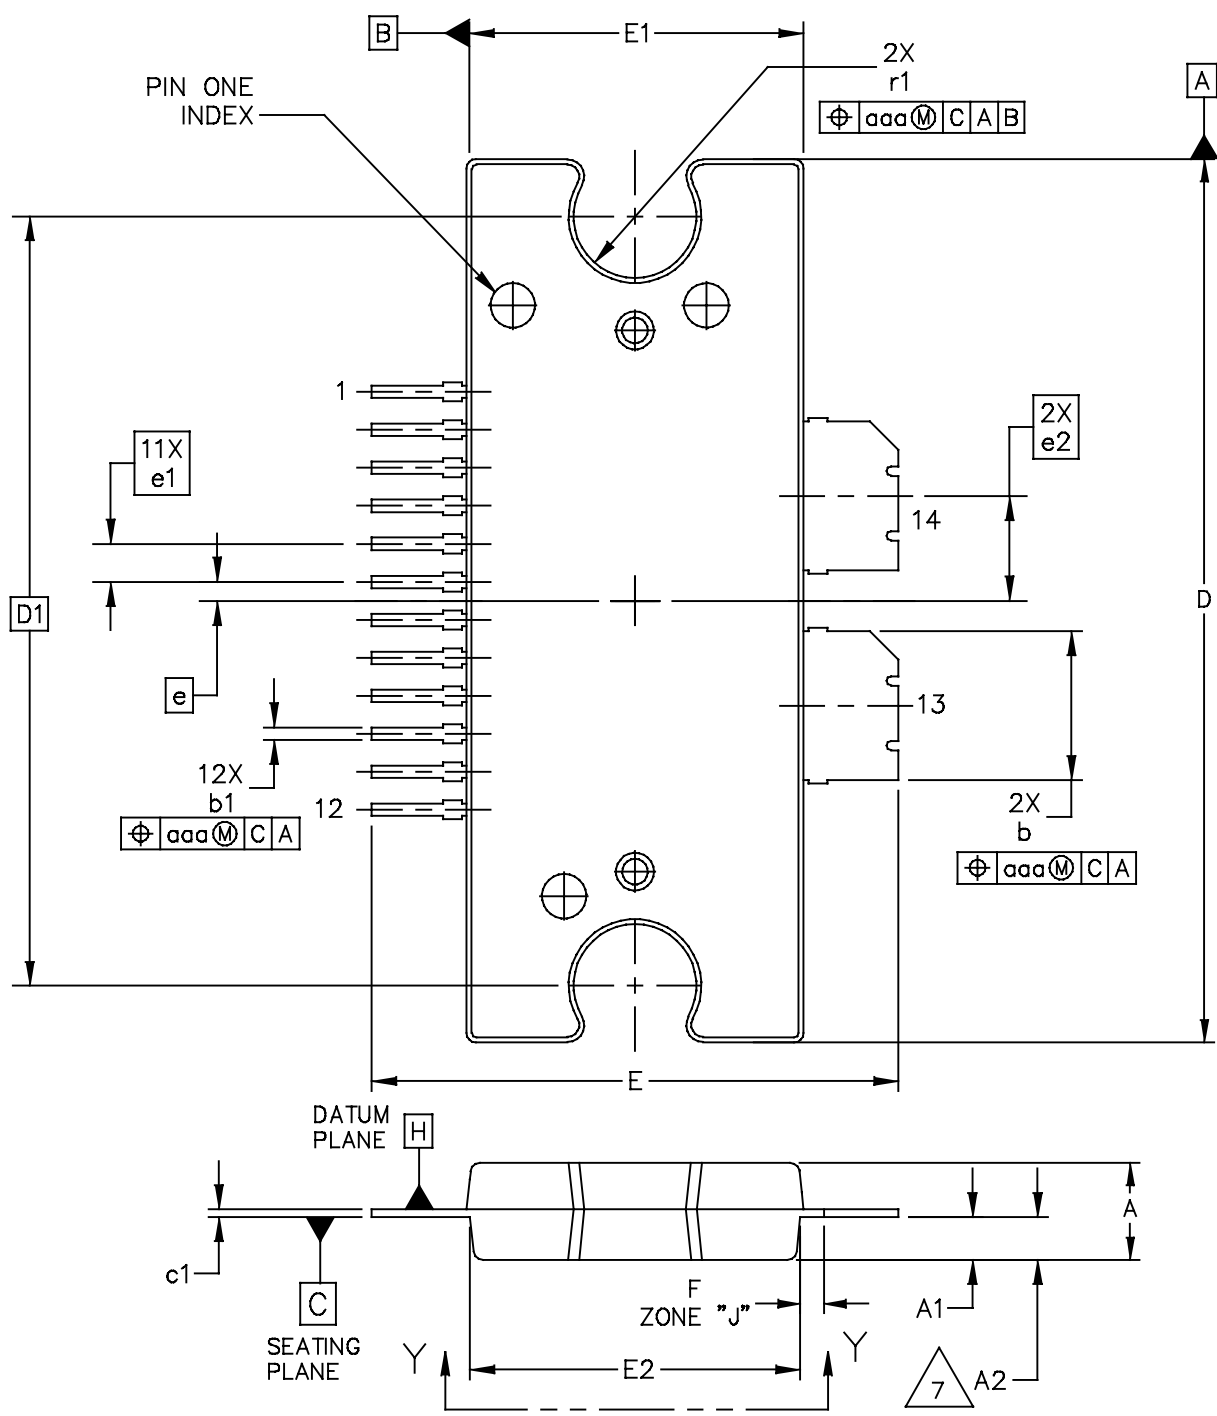 B
E1
2X
r1
⌖ aaa Ⓜ C A B
A
PIN ONE
INDEX
1
11X
e1
2X
e2
14
D1
D
e
13
12X
b1
⌖ aaa Ⓜ C A
12
2X
b
⌖ aaa Ⓜ C A
E
DATUM
PLANE
H
A
c1
C
SEATING
PLANE
F
ZONE "J"
A1
Y
Y
E2
7
A2